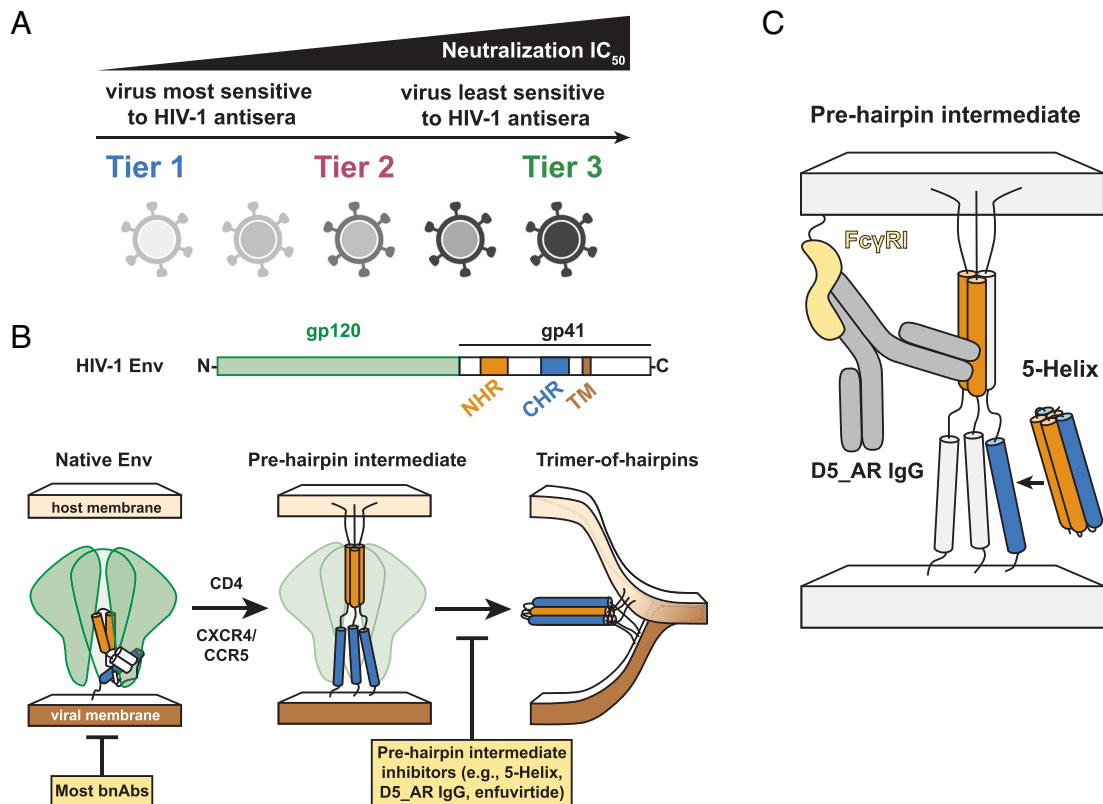 A
Neutralization IC50
virus most sensitive
to HIV-1 antisera
virus least sensitive
to HIV-1 antisera
Tier 1
Tier 2
Tier 3
B
gp120
gp41
HIV-1 Env
N-
-C
NHR
CHR
TM
Native Env
Pre-hairpin intermediate
Trimer-of-hairpins
host membrane
CD4
CXCR4/
CCR5
viral membrane
Most bnAbs
Pre-hairpin intermediate
inhibitors (e.g., 5-Helix,
D5_AR IgG, enfuvirtide)
C
Pre-hairpin intermediate
FcγRI
5-Helix
D5_AR IgG